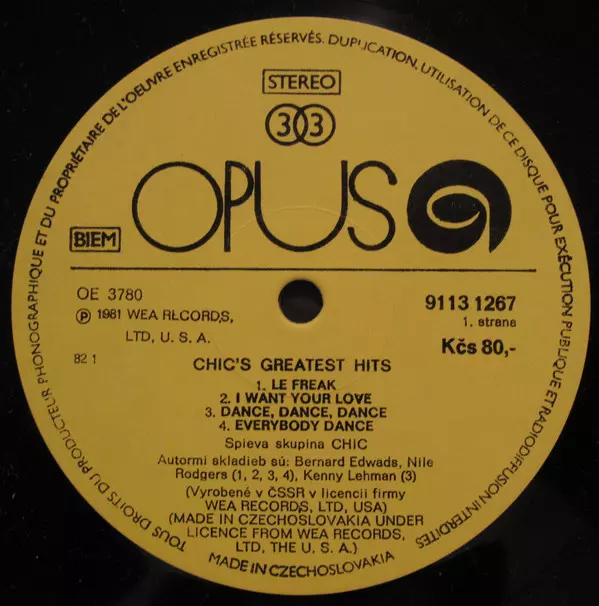 TOUS DROITS DU PRODUCTEUR PHONOGRAPHIQUE ET DU PROPRIÉTAIRE DE L'OEUVRE ENREGISTRÉE RÉSERVÉS. DUPLICATION, UTILISATION DE CE DISQUE POUR EXÉCUTION PUBLIQUE ET RADIODIFFUSION INTERDITES
STEREO
33
OPUS
BIEM
OE 3780
℗ 1981 WEA RECORDS,
LTD, U. S. A.
82 1
9113 1267
1. strana
Kčs 80,-
CHIC'S GREATEST HITS
1. LE FREAK
2. I WANT YOUR LOVE
3. DANCE, DANCE, DANCE
4. EVERYBODY DANCE
Spieva skupina CHIC
Autormi skladieb sú: Bernard Edwads, Nile
Rodgers (1, 2, 3, 4), Kenny Lehman (3)
(Vyrobené v ČSSR v licencii firmy
WEA RECORDS, LTD, USA)
(MADE IN CZECHOSLOVAKIA UNDER
LICENCE FROM WEA RECORDS,
LTD, THE U. S. A.)
MADE IN CZECHOSLOVAKIA